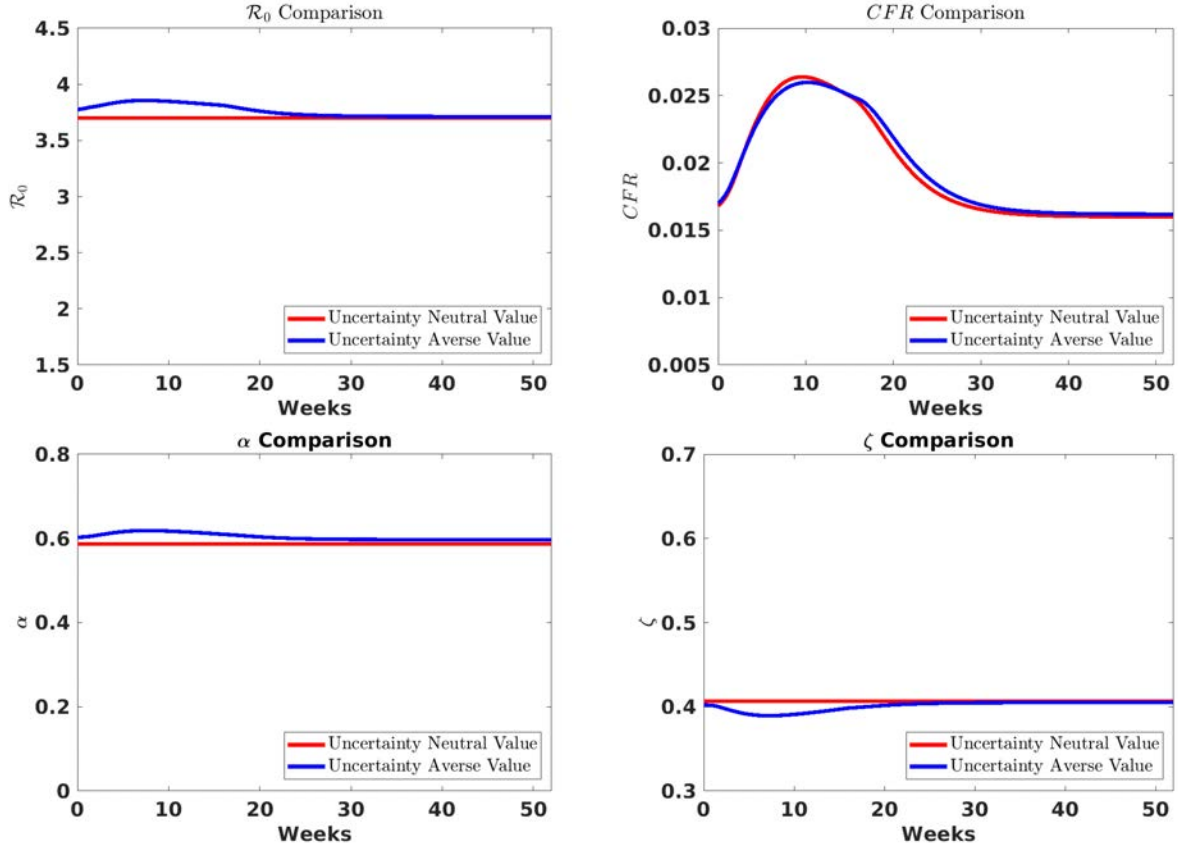 ℛ₀ Comparison
4.5
4
3.5
3
2.5
2
1.5
ℛ₀
0 10 20 30 40 50
Weeks
Uncertainty Neutral Value
Uncertainty Averse Value
CFR Comparison
0.03
0.025
0.02
0.015
0.01
0.005
CFR
0 10 20 30 40 50
Weeks
Uncertainty Neutral Value
Uncertainty Averse Value
α Comparison
0.8
0.6
0.4
0.2
0
α
0 10 20 30 40 50
Weeks
Uncertainty Neutral Value
Uncertainty Averse Value
ζ Comparison
0.7
0.6
0.5
0.4
0.3
ζ
0 10 20 30 40 50
Weeks
Uncertainty Neutral Value
Uncertainty Averse Value